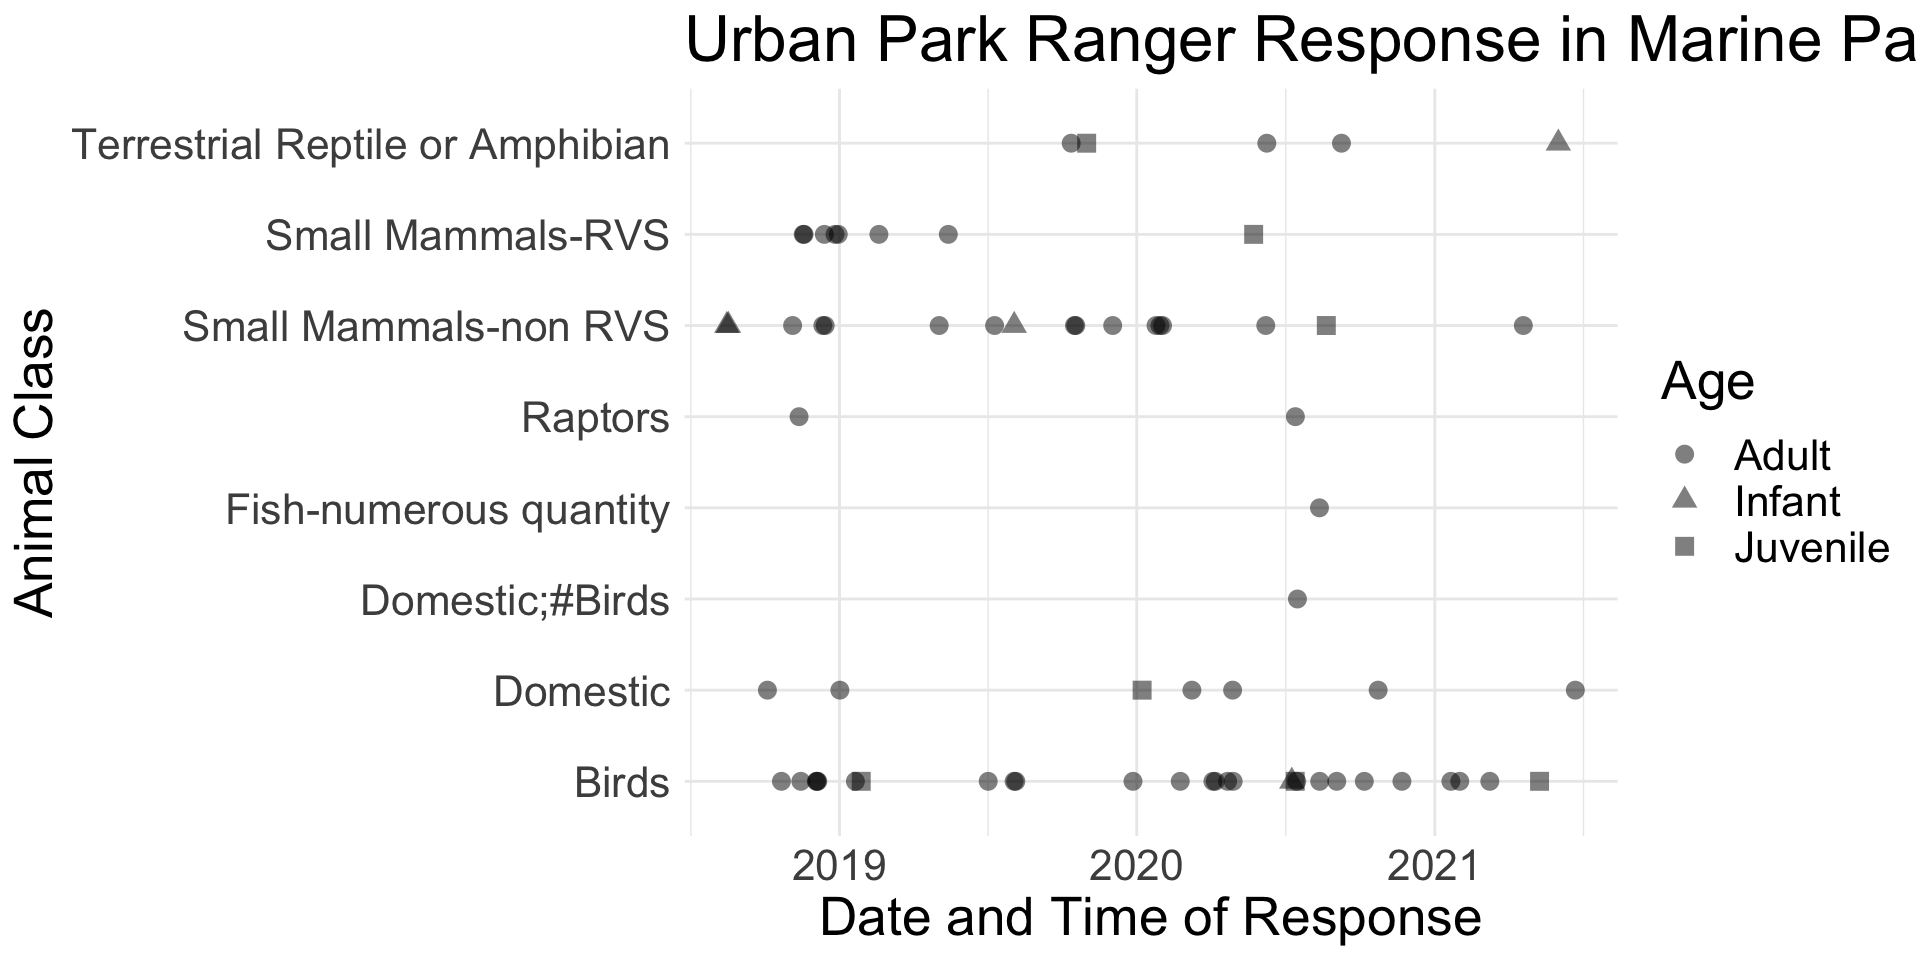 Urban Park Ranger Response in Marine Pa
Terrestrial Reptile or Amphibian
Small Mammals-RVS
Small Mammals-non RVS
Raptors
Fish-numerous quantity
Domestic;#Birds
Domestic
Birds
Animal Class
2019 2020 2021
Date and Time of Response
Age
Adult
Infant
Juvenile